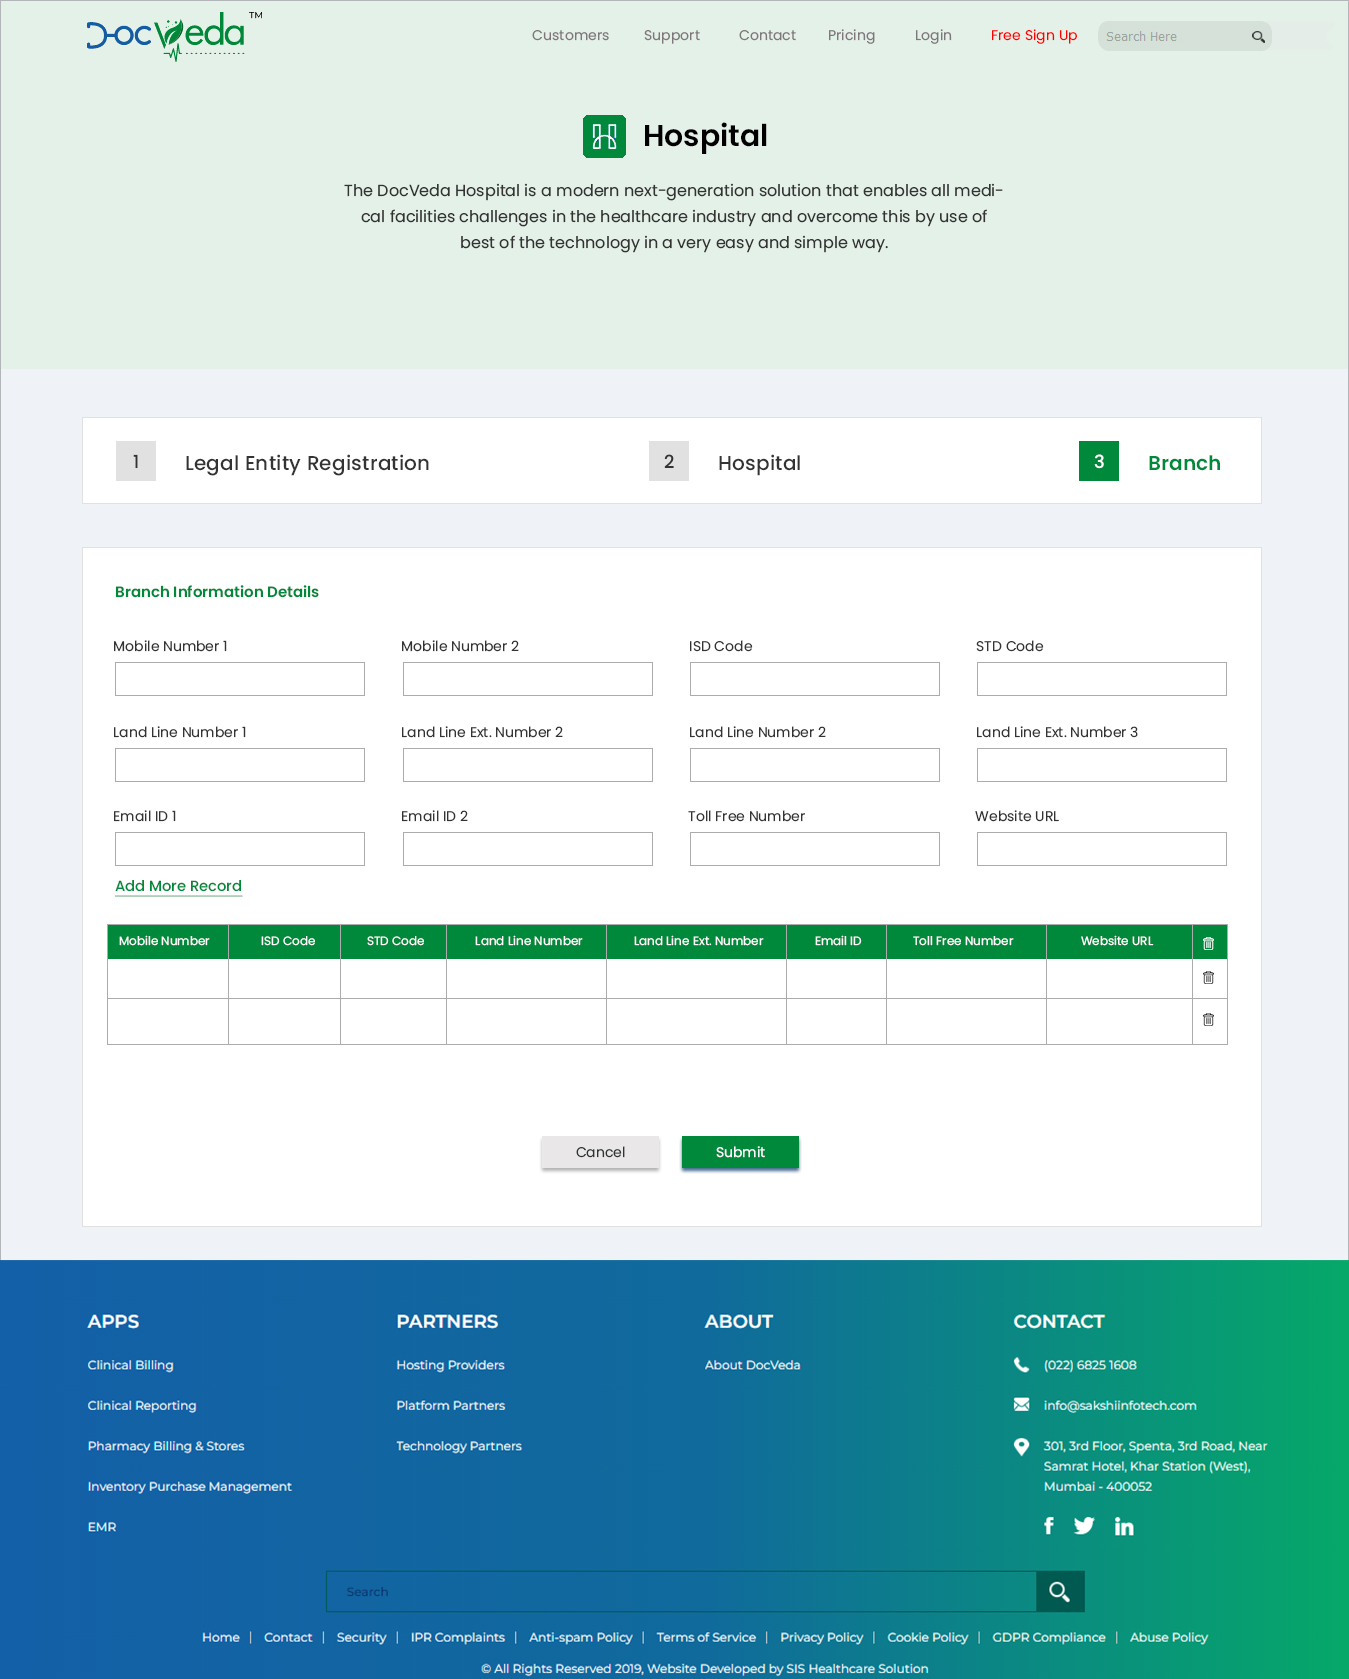 DocVeda TM
Customers Support Contact Pricing Login Free Sign Up Search Here
Hospital
The DocVeda Hospital is a modern next-generation solution that enables all medi-
cal facilities challenges in the healthcare industry and overcome this by use of
best of the technology in a very easy and simple way.
1 Legal Entity Registration 2 Hospital 3 Branch
Branch Information Details
Mobile Number 1 Mobile Number 2 ISD Code STD Code
Land Line Number 1 Land Line Ext. Number 2 Land Line Number 2 Land Line Ext. Number 3
Email ID 1 Email ID 2 Toll Free Number Website URL
Add More Record
Mobile Number ISD Code STD Code Land Line Number Land Line Ext. Number Email ID Toll Free Number Website URL
Cancel Submit
APPS
Clinical Billing
Clinical Reporting
Pharmacy Billing & Stores
Inventory Purchase Management
EMR
PARTNERS
Hosting Providers
Platform Partners
Technology Partners
ABOUT
About DocVeda
CONTACT
(022) 6825 1608
info@sakshiinfotech.com
301, 3rd Floor, Spenta, 3rd Road, Near
Samrat Hotel, Khar Station (West),
Mumbai - 400052
Search
Home | Contact | Security | IPR Complaints | Anti-spam Policy | Terms of Service | Privacy Policy | Cookie Policy | GDPR Compliance | Abuse Policy
© All Rights Reserved 2019, Website Developed by SIS Healthcare Solution